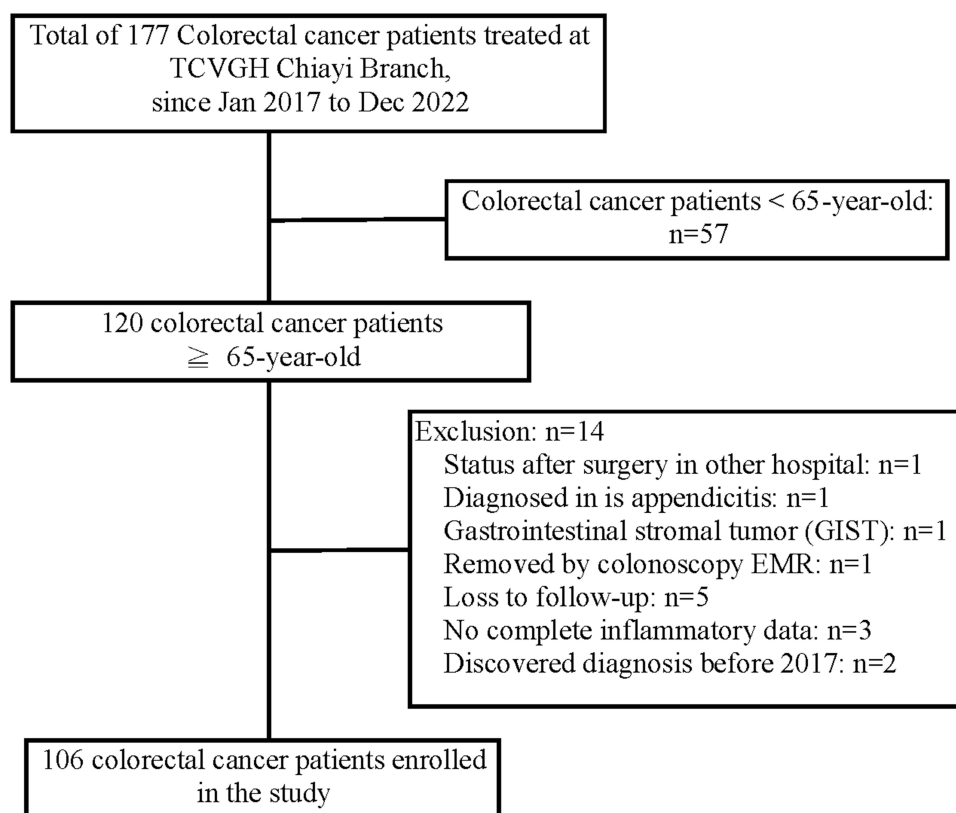 Total of 177 Colorectal cancer patients treated at
TCVGH Chiayi Branch,
since Jan 2017 to Dec 2022
Colorectal cancer patients < 65-year-old:
n=57
120 colorectal cancer patients
≧ 65-year-old
Exclusion: n=14
Status after surgery in other hospital: n=1
Diagnosed in is appendicitis: n=1
Gastrointestinal stromal tumor (GIST): n=1
Removed by colonoscopy EMR: n=1
Loss to follow-up: n=5
No complete inflammatory data: n=3
Discovered diagnosis before 2017: n=2
106 colorectal cancer patients enrolled
in the study